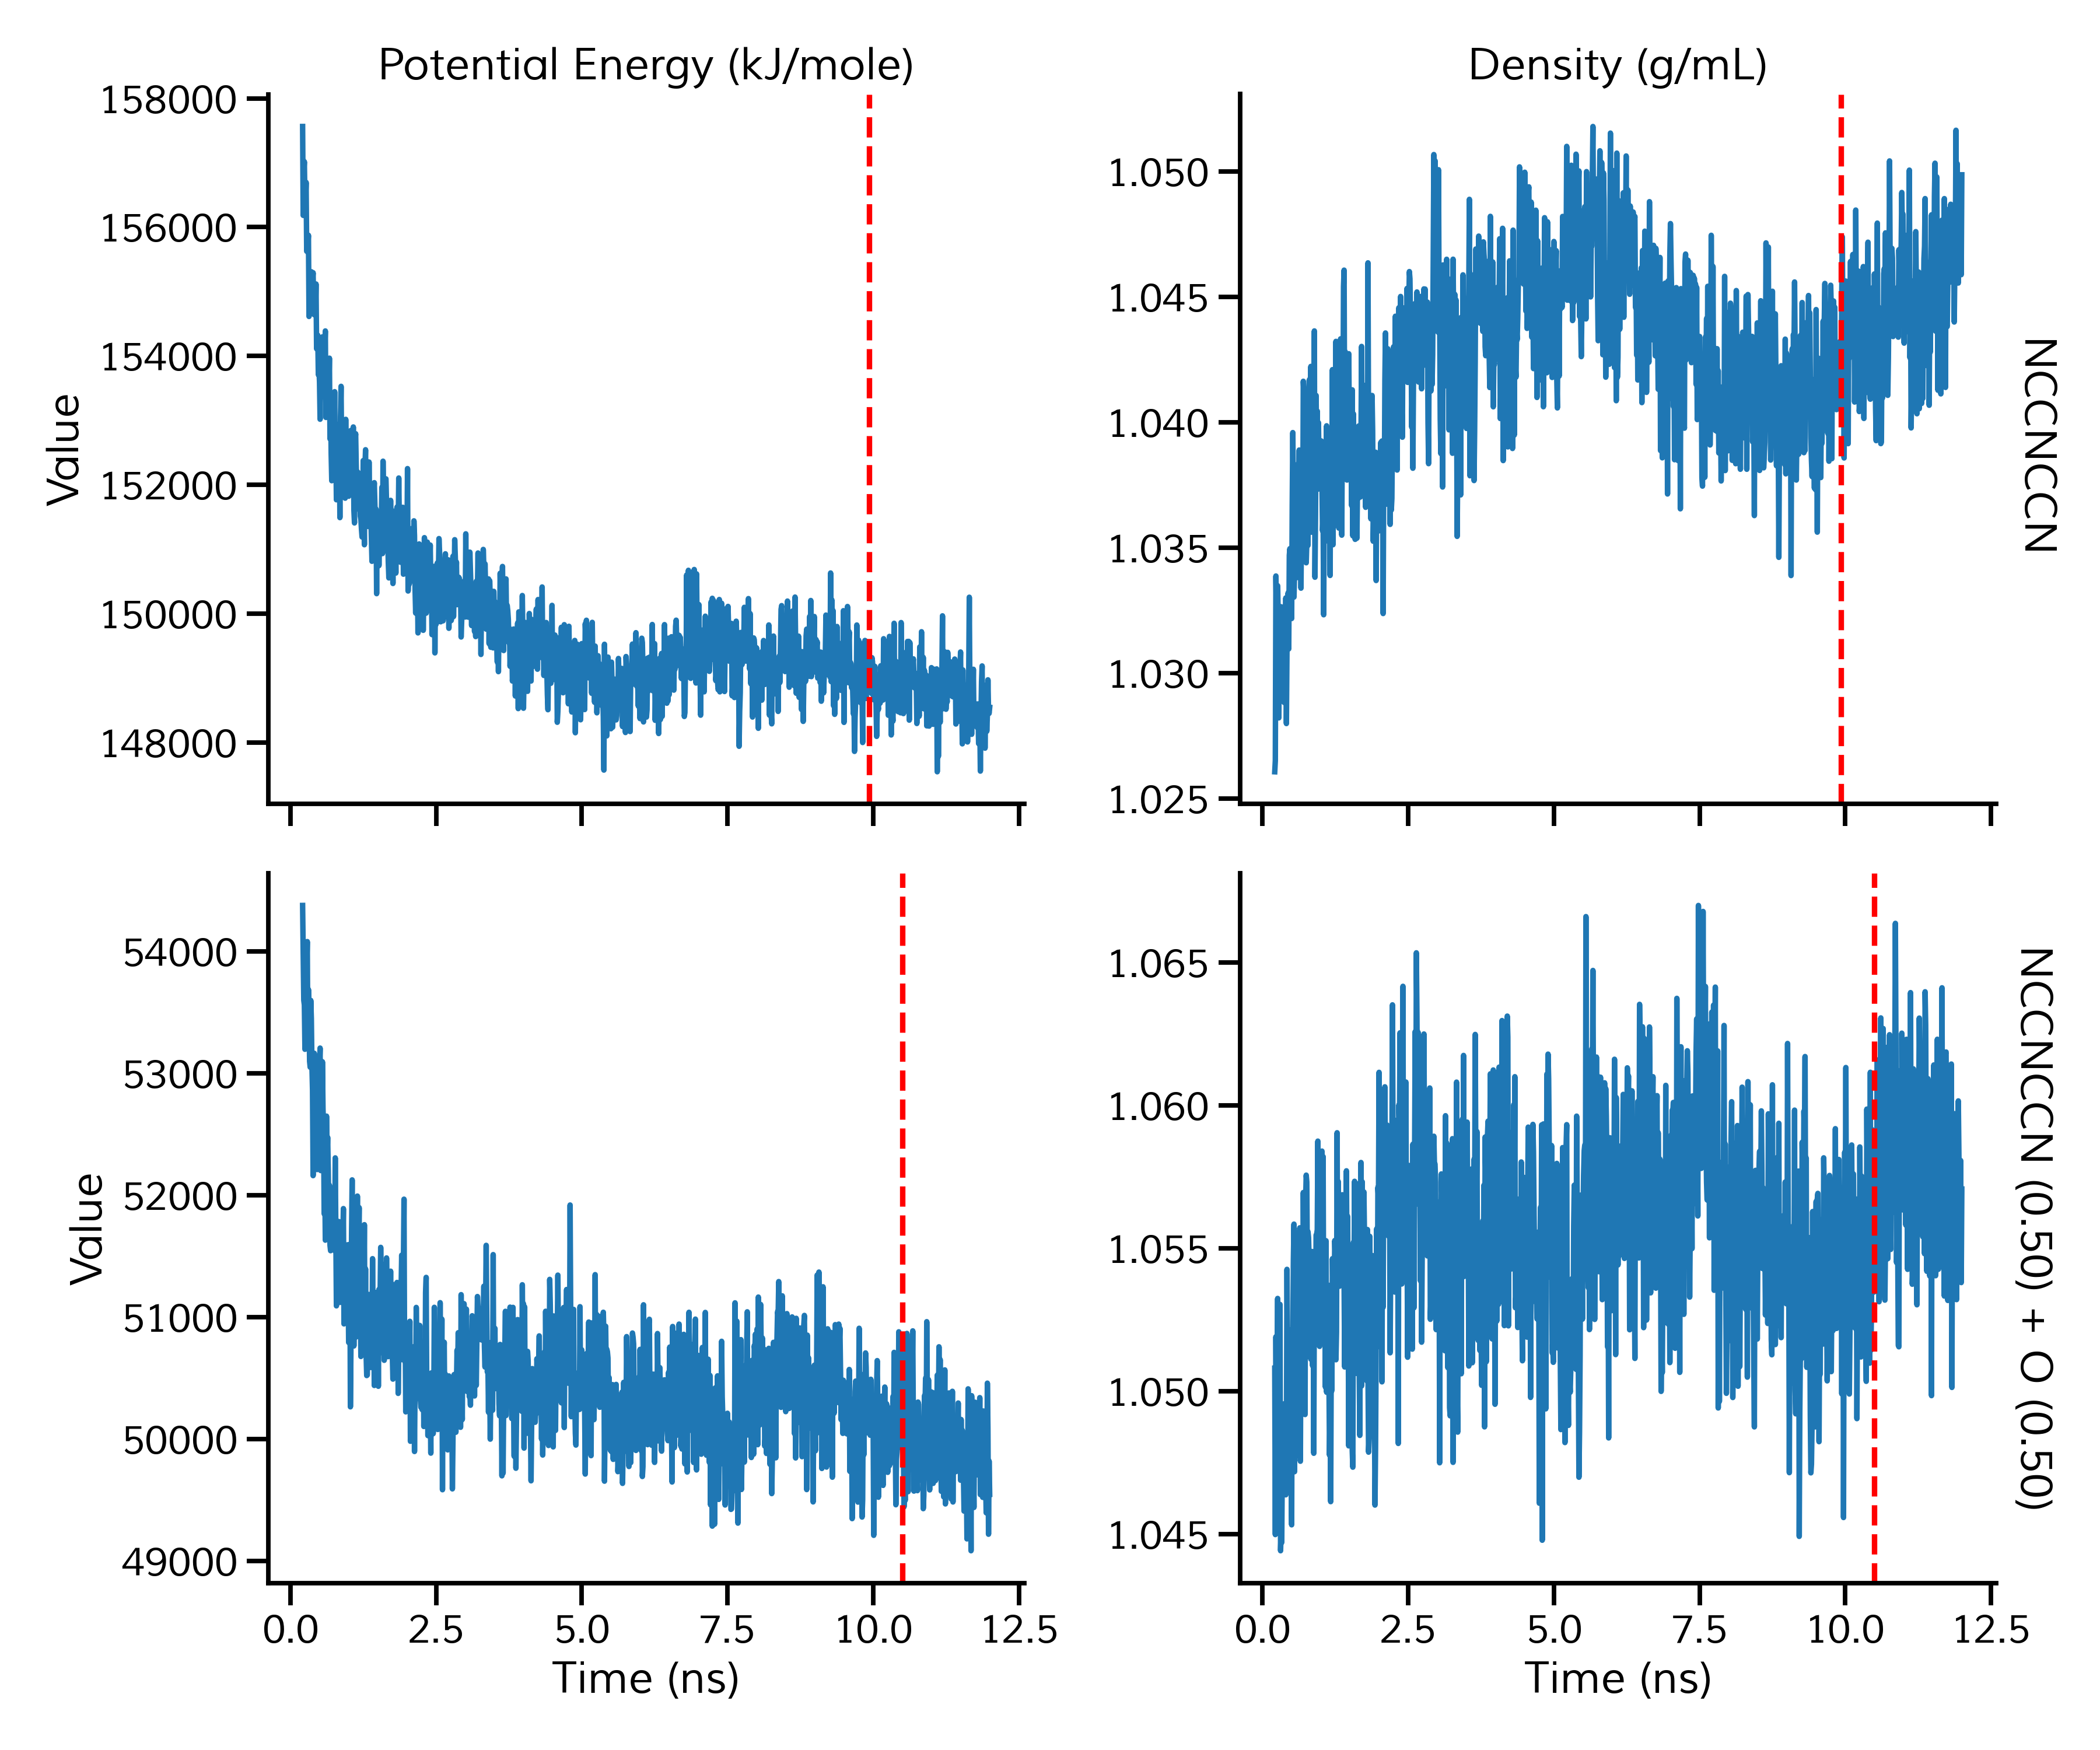 Potential Energy (kJ/mole)
Density (g/mL)
158000
156000
154000
152000
150000
148000
Value
1.050
1.045
1.040
1.035
1.030
1.025
NCCNCCN
54000
53000
52000
51000
50000
49000
Value
0.0 2.5 5.0 7.5 10.0 12.5
Time (ns)
1.065
1.060
1.055
1.050
1.045
0.0 2.5 5.0 7.5 10.0 12.5
Time (ns)
NCCNCCN (0.50) + O (0.50)